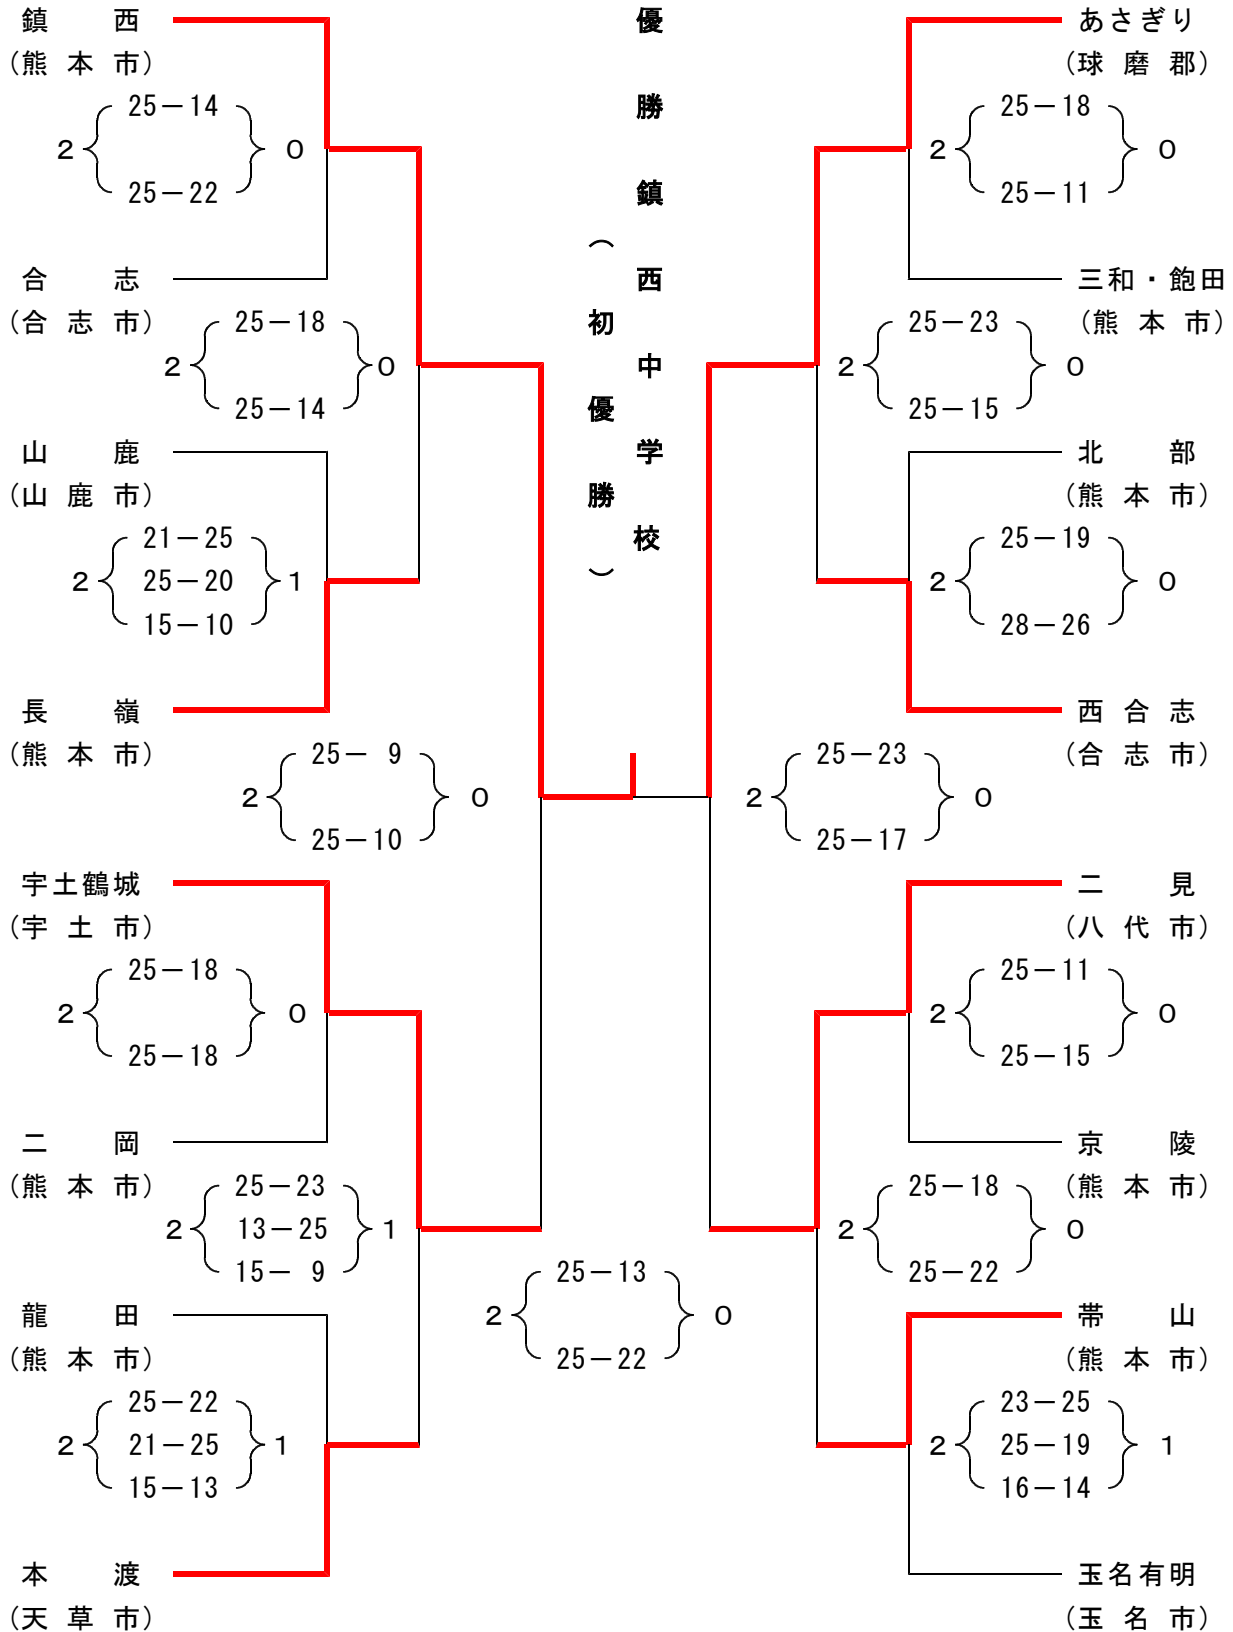 鎮西
(熊本市)
2 25－14 0
25－22
合志
(合志市)
2 25－18 0
25－14
山鹿
(山鹿市)
21－25
2 25－20 1
15－10
長嶺
(熊本市)
2 25－ 9 0
25－10
宇土鶴城
(宇土市)
2 25－18 0
25－18
二岡
(熊本市)
25－23
2 13－25 1
15－ 9
龍田
(熊本市)
25－22
2 21－25 1
15－13
本渡
(天草市)
優勝鎮西中学校
(初優勝)
2 25－13 0
25－22
あさぎり
(球磨郡)
2 25－18 0
25－11
三和・飽田
(熊本市)
2 25－23 0
25－15
北部
(熊本市)
2 25－19 0
28－26
西合志
(合志市)
2 25－23 0
25－17
二見
(八代市)
2 25－11 0
25－15
京陵
(熊本市)
2 25－18 0
25－22
帯山
(熊本市)
23－25
2 25－19 1
16－14
玉名有明
(玉名市)